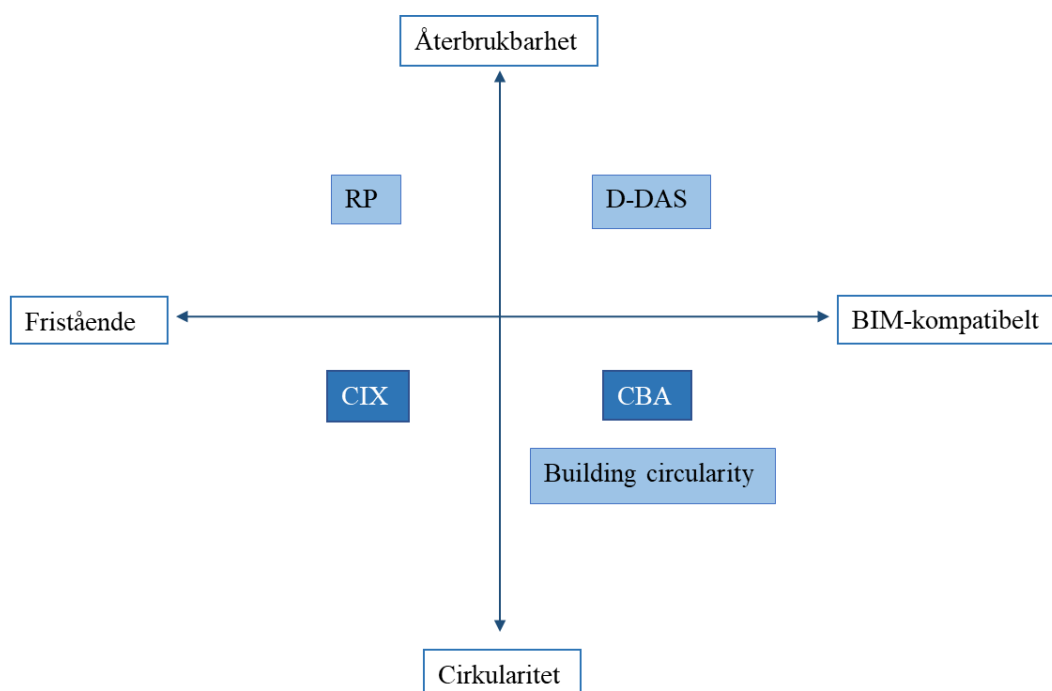 Återbrukbarhet
RP
D-DAS
Fristående
BIM-kompatibelt
CIX
CBA
Building circularity
Cirkularitet